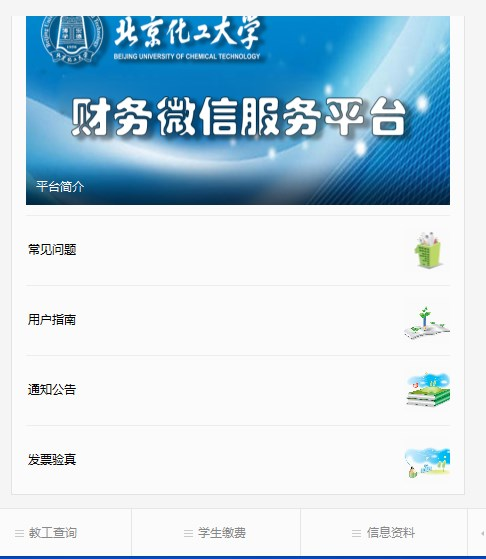 北京化工大学
BEIJING UNIVERSITY OF CHEMICAL TECHNOLOGY
财务微信服务平台
平台简介
常见问题
用户指南
通知公告
发票验真
教工查询 学生缴费 信息资料